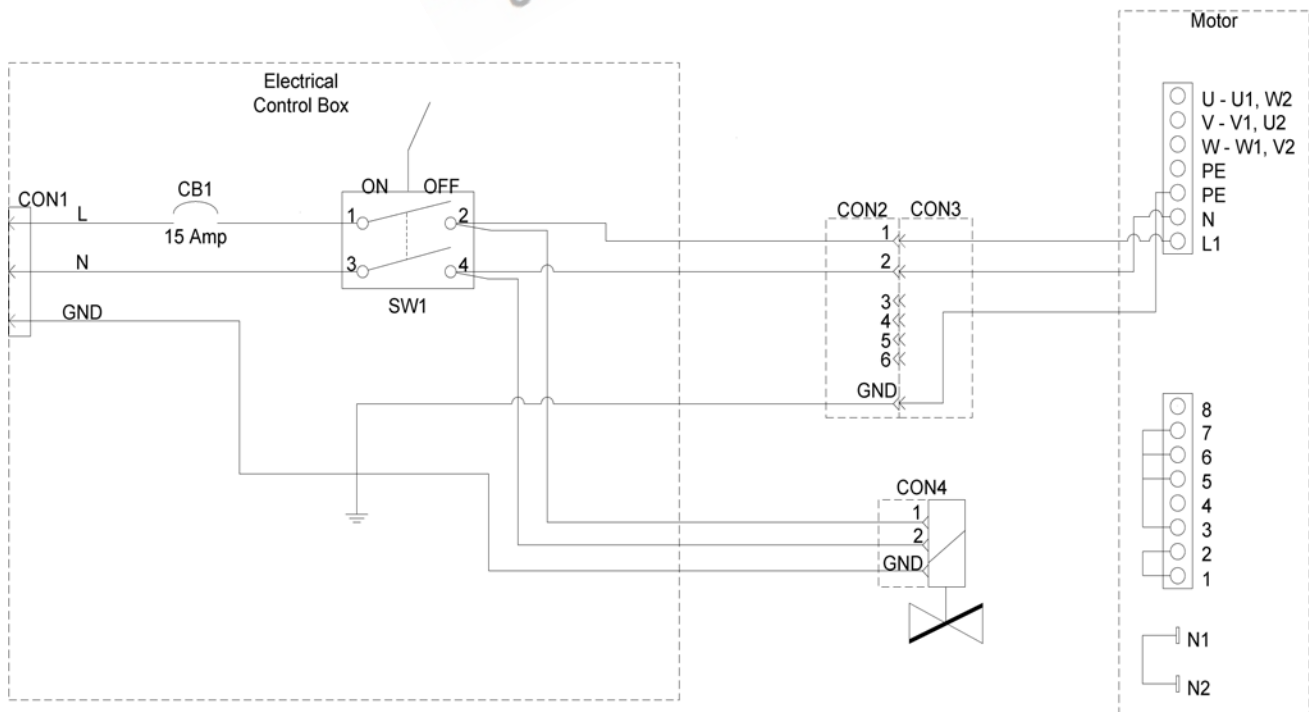 Motor
Electrical
Control Box
U - U1, W2
V - V1, U2
W - W1, V2
PE
PE
N
L1
CON1
L
CB1
15 Amp
ON OFF
1 2
N
3 4
SW1
GND
CON2 CON3
1
2
3
4
5
6
GND
CON4
1
2
GND
8
7
6
5
4
3
2
1
N1
N2